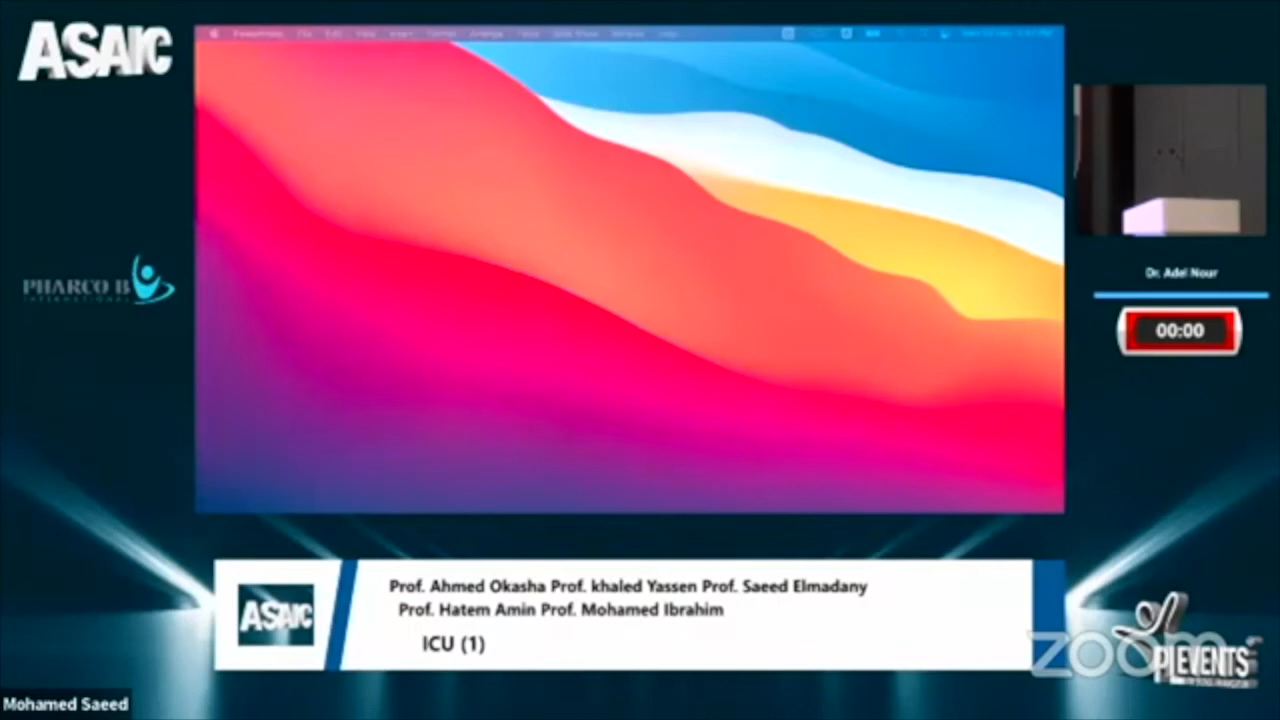 ASAIC
PHARCO B
INTERNATIONAL
Dr. Adel Nour
00:00
Prof. Ahmed Okasha Prof. khaled Yassen Prof. Saeed Elmadany
Prof. Hatem Amin Prof. Mohamed Ibrahim
ICU (1)
ASAIC
zoom
PLEVENTS
Mohamed Saeed